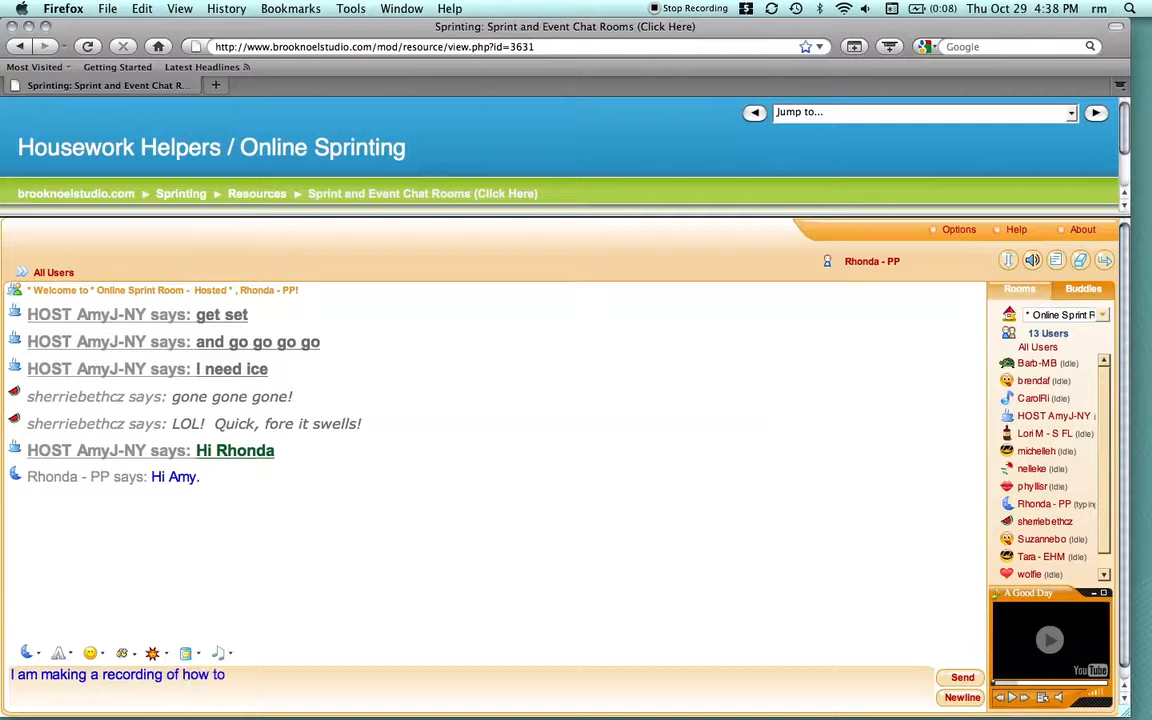 Firefox File Edit View History Bookmarks Tools Window Help Stop Recording (0:08) Thu Oct 29 4:38 PM rm
Sprinting: Sprint and Event Chat Rooms (Click Here)
http://www.brooknoelstudio.com/mod/resource/view.php?id=3631 Google
Most Visited Getting Started Latest Headlines
Sprinting: Sprint and Event Chat R... +
Jump to...
Housework Helpers / Online Sprinting
brooknoelstudio.com Sprinting Resources Sprint and Event Chat Rooms (Click Here)
Options Help About
All Users Rhonda - PP
* Welcome to * Online Sprint Room - Hosted * , Rhonda - PP!
Rooms Buddies
HOST AmyJ-NY says: get set
* Online Sprint R
13 Users
HOST AmyJ-NY says: and go go go go
All Users
HOST AmyJ-NY says: I need ice
Barb-MB (Idle)
brendaf (Idle)
sherriebethcz says: gone gone gone!
CarolRi (Idle)
HOST AmyJ-NY
sherriebethcz says: LOL! Quick, fore it swells!
Lori M - S FL (Idle)
HOST AmyJ-NY says: Hi Rhonda
michelleh (Idle)
nelleke (Idle)
Rhonda - PP says: Hi Amy.
phyllisr (Idle)
Rhonda - PP (typing
sherriebethcz
Suzannebo (Idle)
Tara - EHM (Idle)
wolfie (Idle)
A Good Day
YouTube
I am making a recording of how to
Send
Newline